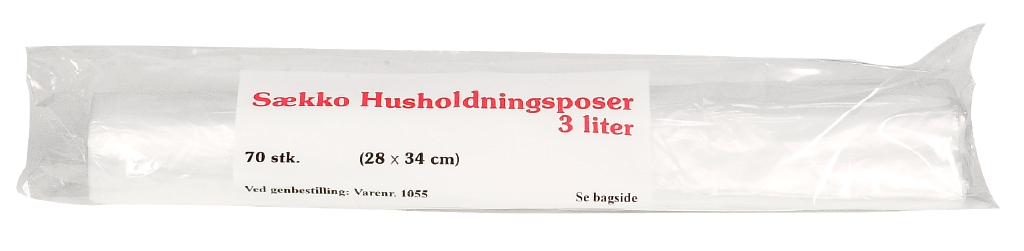 Sækko Husholdningsposer
3 liter
70 stk. (28 x 34 cm)
Ved genbestilling: Varenr. 1055 Se bagside